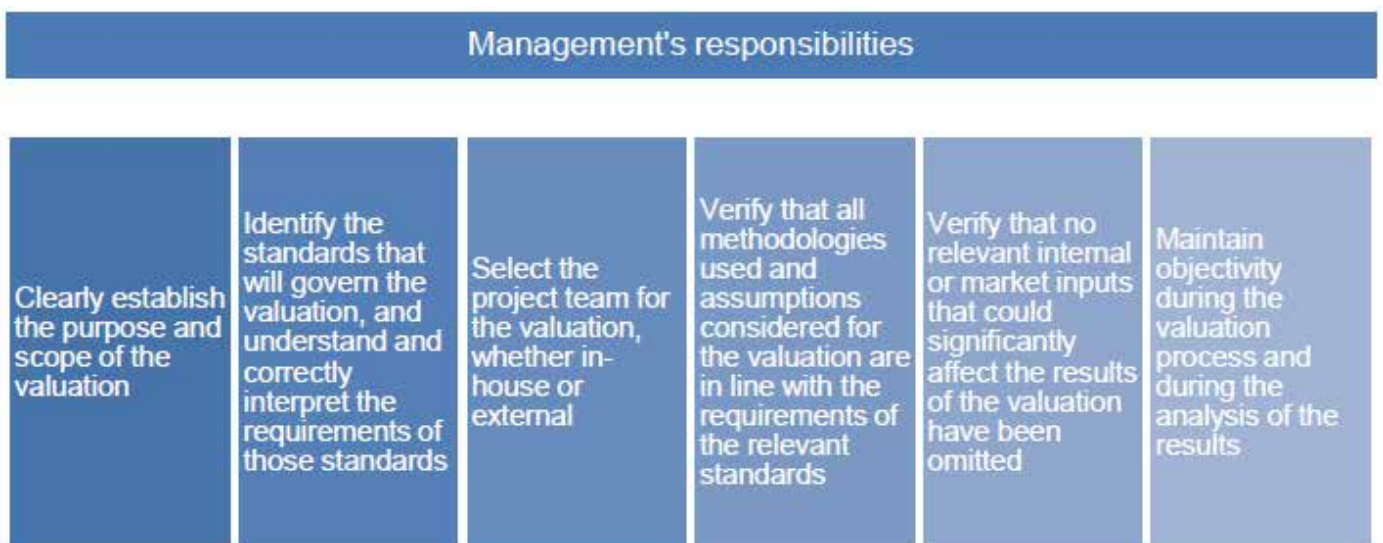 Management's responsibilities
Clearly establish
the purpose and
scope of the
valuation
Identify the
standards that
will govern the
valuation, and
understand and
correctly
interpret the
requirements of
those standards
Select the
project team for
the valuation,
whether in-
house or
external
Verify that all
methodologies
used and
assumptions
considered for
the valuation are
in line with the
requirements of
the relevant
standards
Verify that no
relevant internal
or market inputs
that could
significantly
affect the results
of the valuation
have been
omitted
Maintain
objectivity
during the
valuation
process and
during the
analysis of the
results